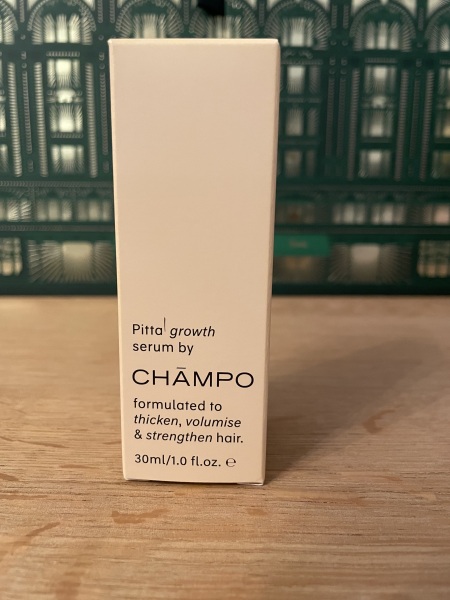 Pitta growth
serum by
CHĀMPO
formulated to
thicken, volumise
& strengthen hair.
30ml/1.0 fl.oz. ℮